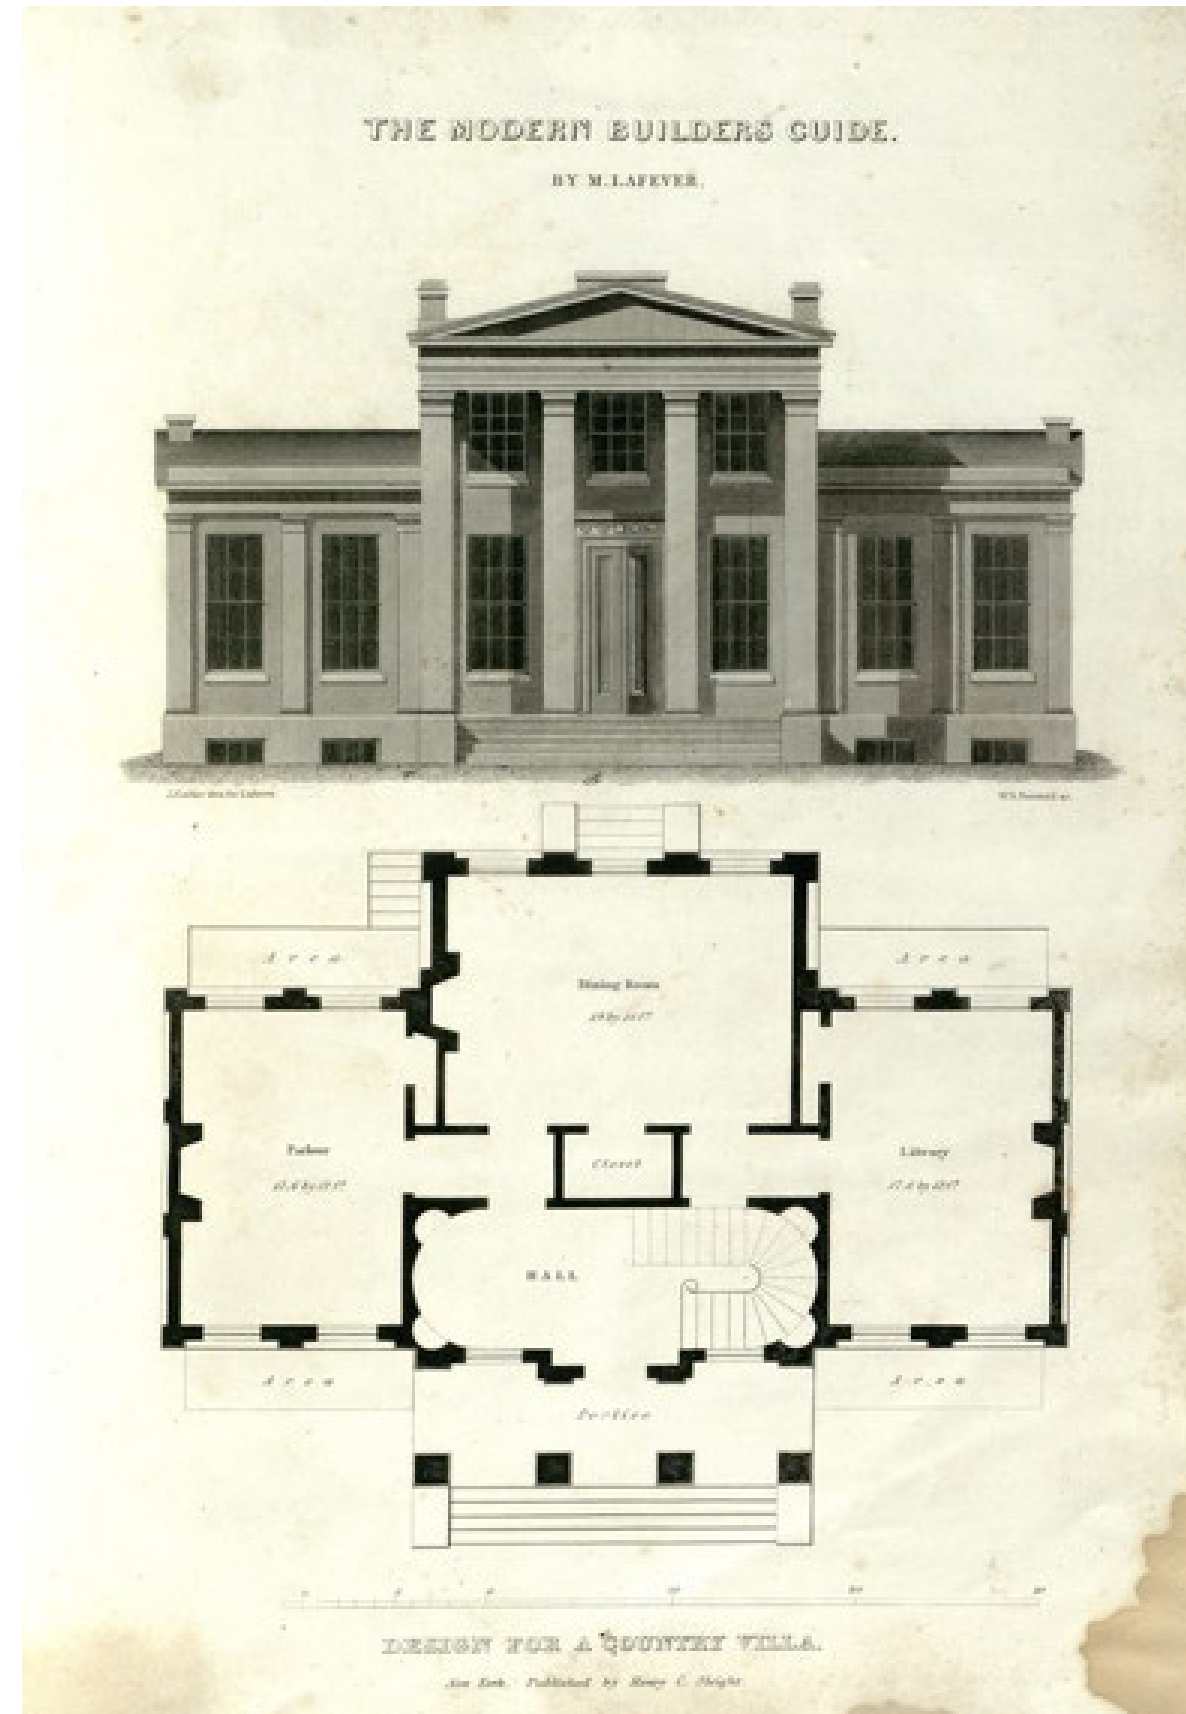 THE MODERN BUILDERS GUIDE.
BY M. LAFEVER.
Area
Area
Dining Room
Parlour
Closet
Library
HALL
Area
Area
Portico
DESIGN FOR A COUNTRY VILLA.
New York. Published by Henry C. Sleight.